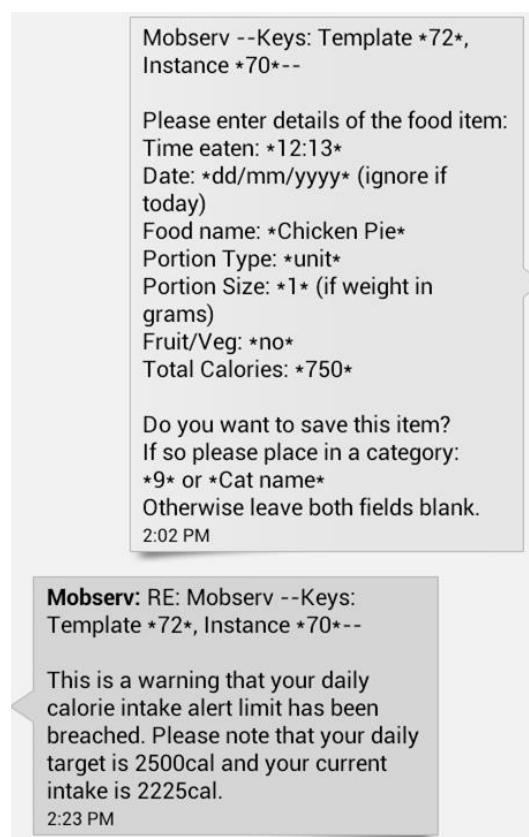 Mobserv --Keys: Template *72*,
Instance *70*--
Please enter details of the food item:
Time eaten: *12:13*
Date: *dd/mm/yyyy* (ignore if
today)
Food name: *Chicken Pie*
Portion Type: *unit*
Portion Size: *1* (if weight in
grams)
Fruit/Veg: *no*
Total Calories: *750*
Do you want to save this item?
If so please place in a category:
*9* or *Cat name*
Otherwise leave both fields blank.
2:02 PM
Mobserv: RE: Mobserv --Keys:
Template *72*, Instance *70*--
This is a warning that your daily
calorie intake alert limit has been
breached. Please note that your daily
target is 2500cal and your current
intake is 2225cal.
2:23 PM